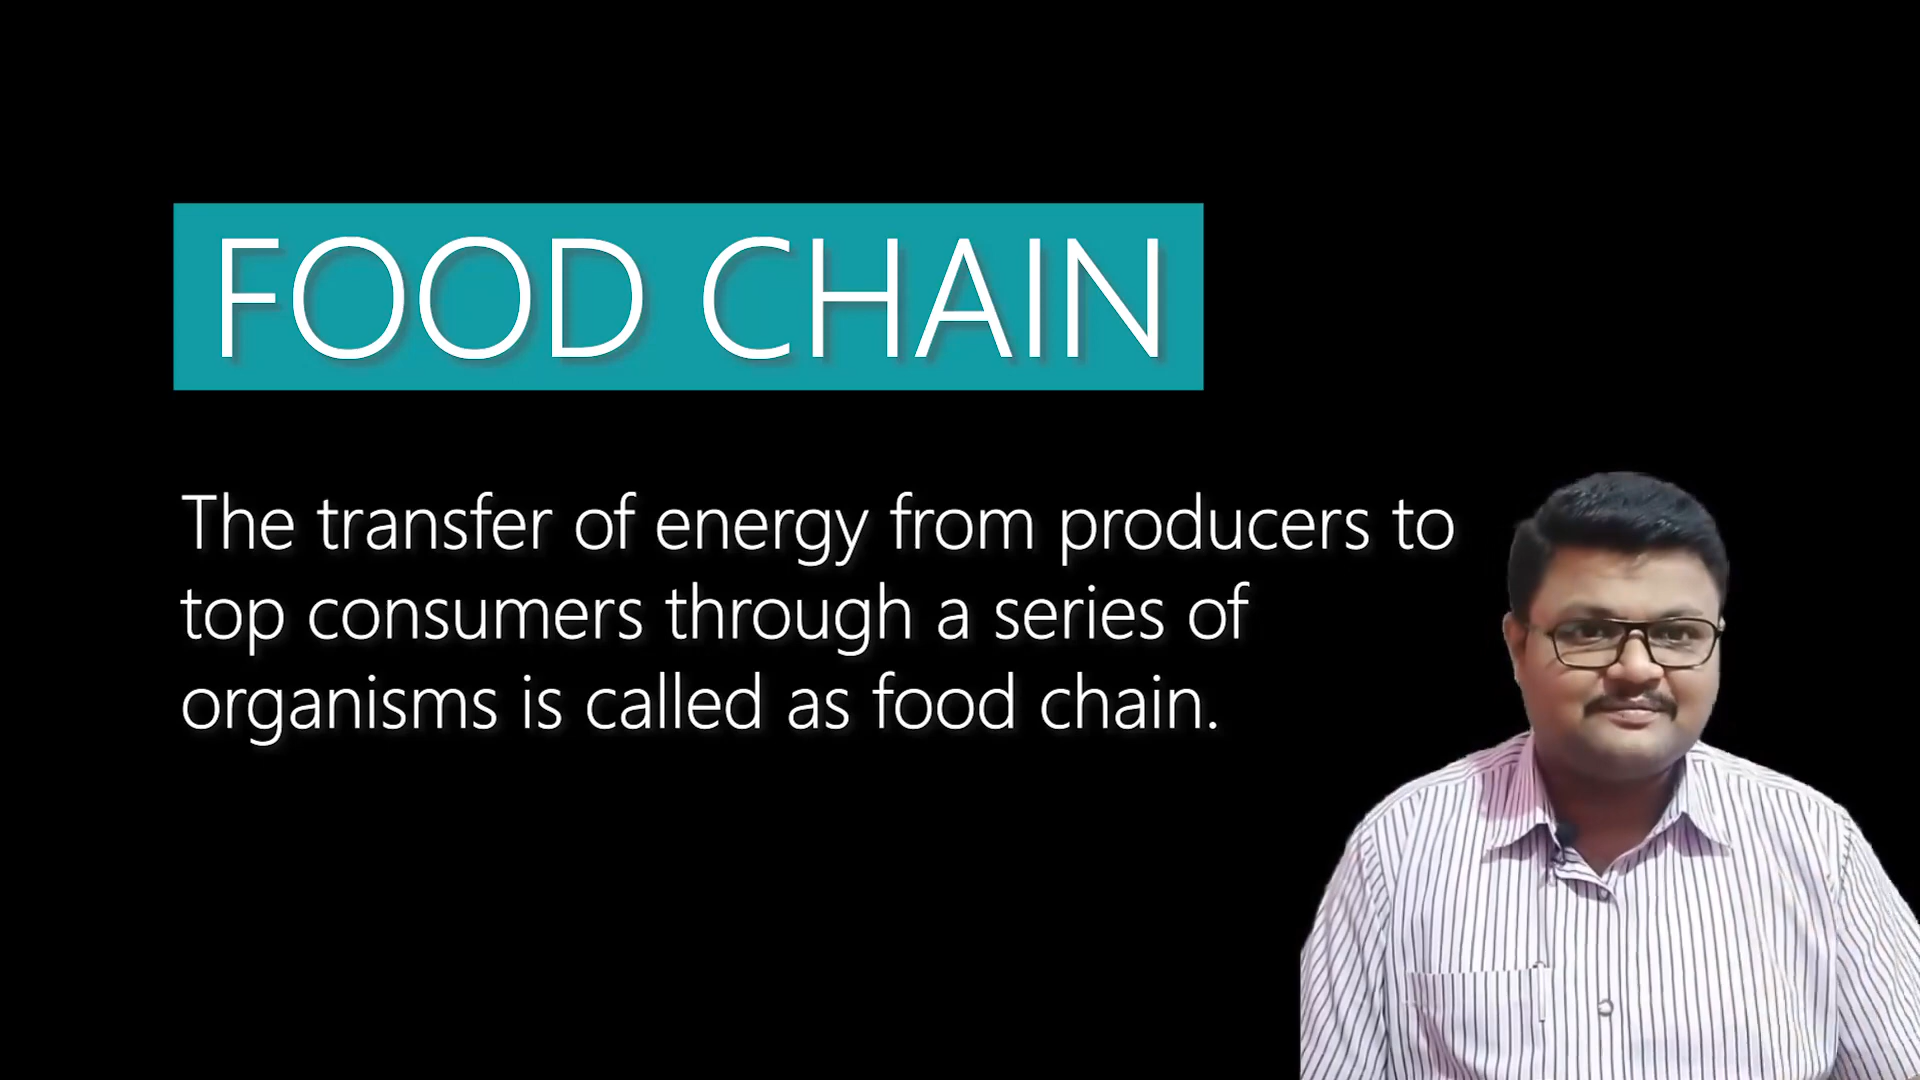 FOOD CHAIN
The transfer of energy from producers to
top consumers through a series of
organisms is called as food chain.